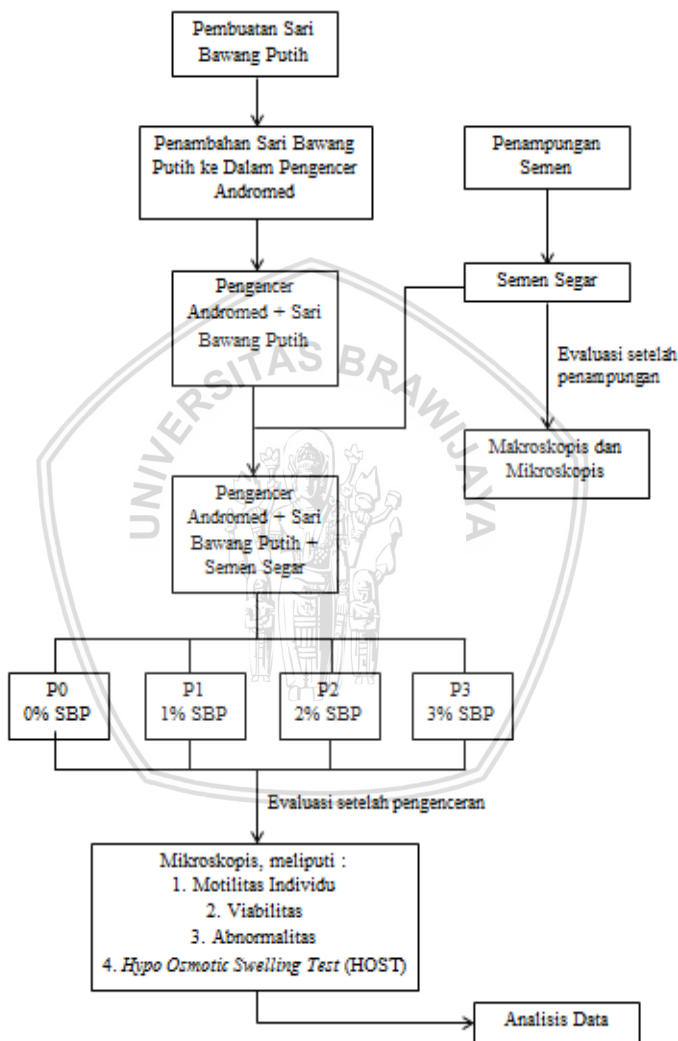 Pembuatan Sari
Bawang Putih
Penambahan Sari Bawang
Putih ke Dalam Pengencer
Andromed
Penampungan
Semen
Pengencer
Andromed + Sari
Bawang Putih
Semen Segar
Evaluasi setelah
penampungan
Makroskopis dan
Mikroskopis
UNIVERSITAS BRAWIJAYA
Pengencer
Andromed + Sari
Bawang Putih +
Semen Segar
P0
0% SBP
P1
1% SBP
P2
2% SBP
P3
3% SBP
Evaluasi setelah pengenceran
Mikroskopis, meliputi :
1. Motilitas Individu
2. Viabilitas
3. Abnormalitas
4. Hypo Osmotic Swelling Test (HOST)
Analisis Data